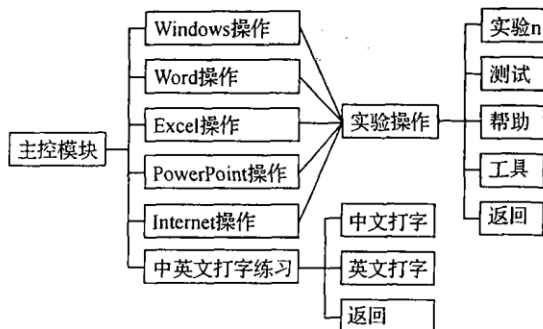 主控模块
Windows操作
Word操作
Excel操作
PowerPoint操作
Internet操作
中英文打字练习
实验操作
实验n
测试
帮助
工具
返回
中文打字
英文打字
返回